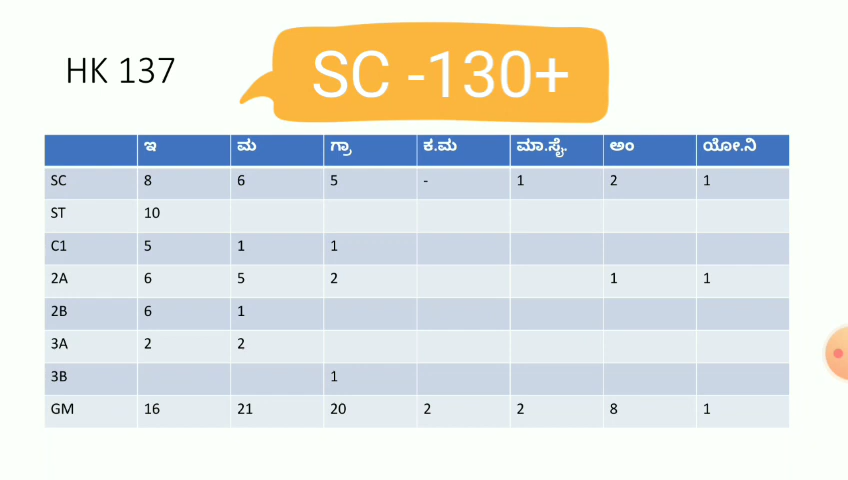 HK 137
SC -130+
ಇ ಮ ಗ್ರಾ ಕ.ಮ ಮಾ.ಸೈ. ಅಂ ಯೋ.ನಿ
SC 8 6 5 - 1 2 1
ST 10
C1 5 1 1
2A 6 5 2 1 1
2B 6 1
3A 2 2
3B 1
GM 16 21 20 2 2 8 1